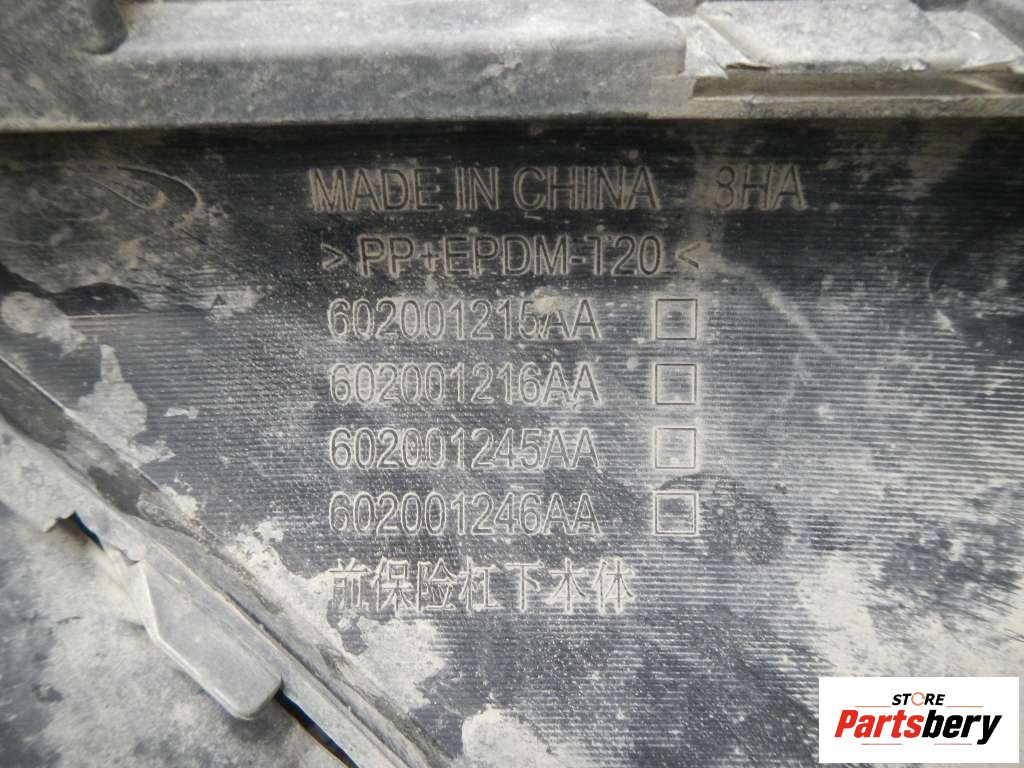 MADE IN CHINA 8HA
>PP+EPDM-T20<
602001215AA
602001216AA
602001245AA
602001246AA
前保险杠下本体
STORE
Partsbery